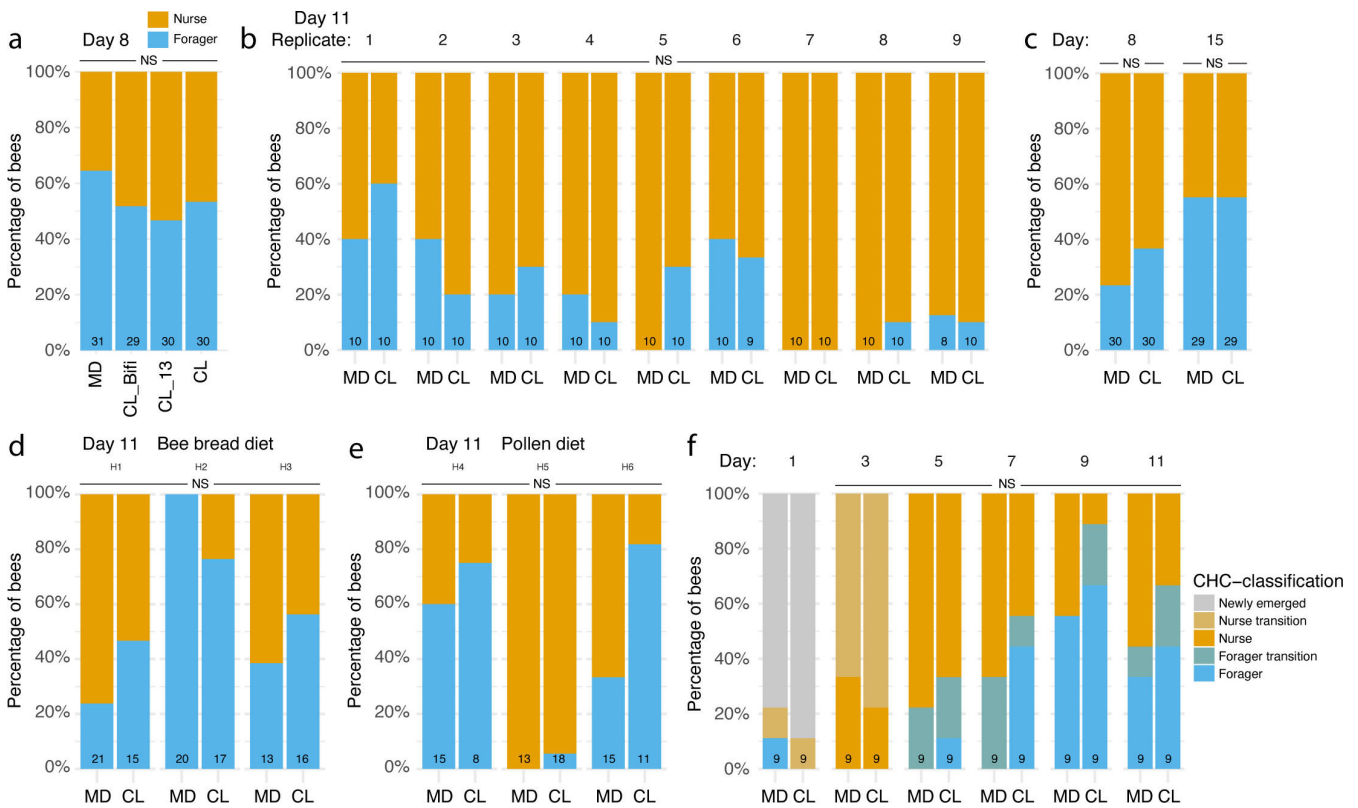 a Day 8
Nurse
Forager
NS
Percentage of bees
100%
80%
60%
40%
20%
0%
31 29 30 30
MD CL_Bifi CL_13 CL
b Day 11
Replicate: 1 2 3 4 5 6 7 8 9
NS
Percentage of bees
100%
80%
60%
40%
20%
0%
10 10 10 10 10 10 10 10 10 10 10 9 10 10 10 10 8 10
MD CL MD CL MD CL MD CL MD CL MD CL MD CL MD CL MD CL
c Day: 8 15
NS NS
Percentage of bees
100%
80%
60%
40%
20%
0%
30 30 29 29
MD CL MD CL
d Day 11 Bee bread diet
H1 H2 H3
NS
Percentage of bees
100%
80%
60%
40%
20%
0%
21 15 20 17 13 16
MD CL MD CL MD CL
e Day 11 Pollen diet
H4 H5 H6
NS
Percentage of bees
100%
80%
60%
40%
20%
0%
15 8 13 18 15 11
MD CL MD CL MD CL
f Day: 1 3 5 7 9 11
NS
Percentage of bees
100%
80%
60%
40%
20%
0%
9 9 9 9 9 9 9 9 9 9 9 9
MD CL MD CL MD CL MD CL MD CL MD CL
CHC-classification
Newly emerged
Nurse transition
Nurse
Forager transition
Forager